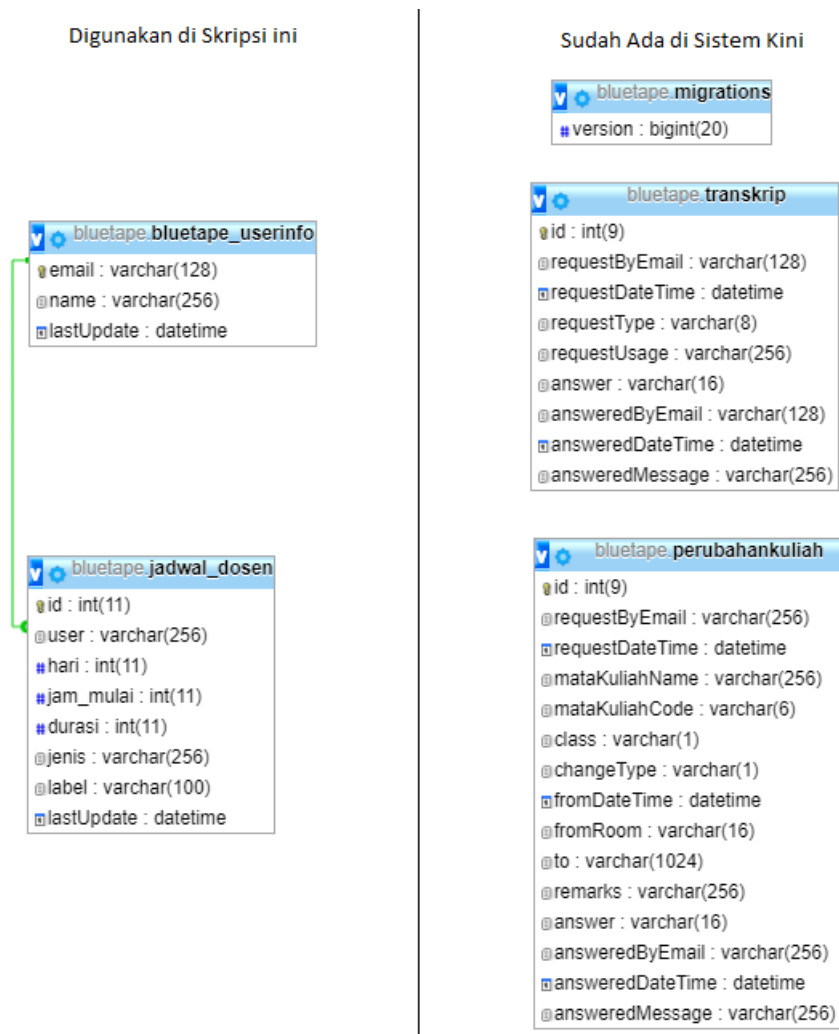 Digunakan di Skripsi ini
bluetape.bluetape_userinfo
email : varchar(128)
name : varchar(256)
lastUpdate : datetime
bluetape.jadwal_dosen
id : int(11)
user : varchar(256)
# hari : int(11)
# jam_mulai : int(11)
# durasi : int(11)
jenis : varchar(256)
label : varchar(100)
lastUpdate : datetime
Sudah Ada di Sistem Kini
bluetape.migrations
# version : bigint(20)
bluetape.transkrip
id : int(9)
requestByEmail : varchar(128)
requestDateTime : datetime
requestType : varchar(8)
requestUsage : varchar(256)
answer : varchar(16)
answeredByEmail : varchar(128)
answeredDateTime : datetime
answeredMessage : varchar(256)
bluetape.perubahankuliah
id : int(9)
requestByEmail : varchar(256)
requestDateTime : datetime
mataKuliahName : varchar(256)
mataKuliahCode : varchar(6)
class : varchar(1)
changeType : varchar(1)
fromDateTime : datetime
fromRoom : varchar(16)
to : varchar(1024)
remarks : varchar(256)
answer : varchar(16)
answeredByEmail : varchar(256)
answeredDateTime : datetime
answeredMessage : varchar(256)